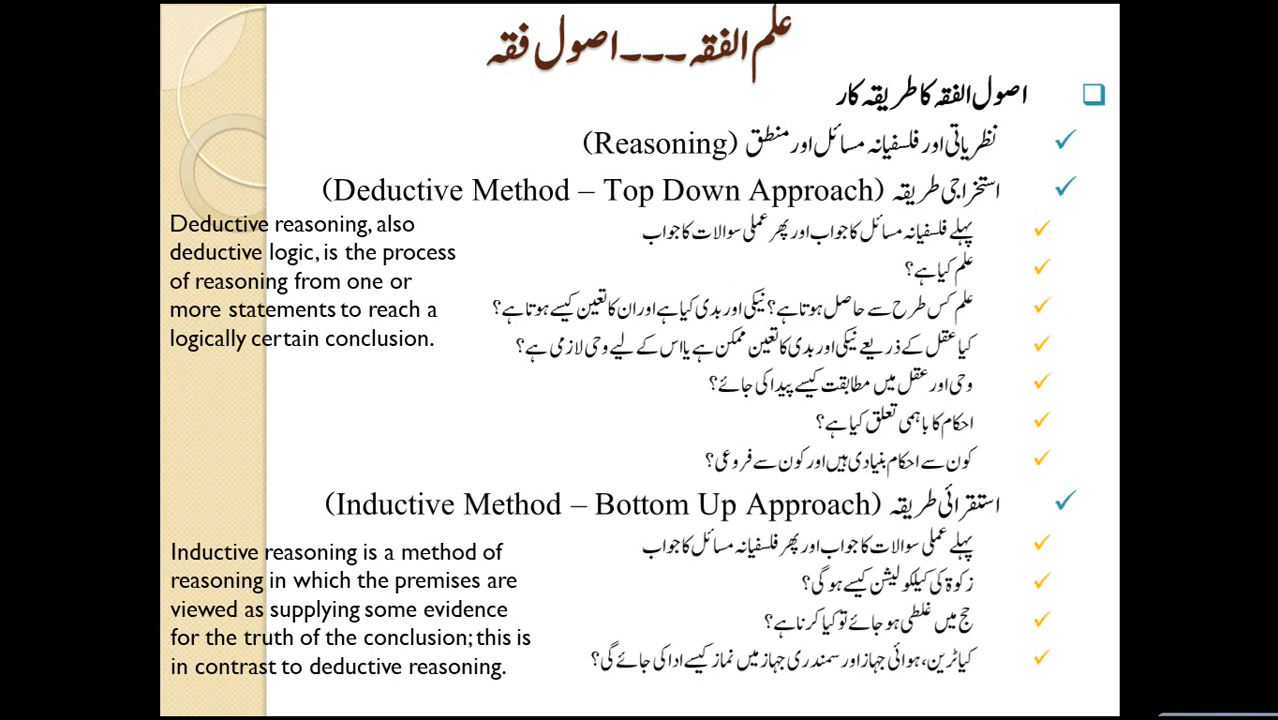 علم الفقہ۔۔۔اصول فقہ
اصول الفقہ کا طریقہ کار
نظریاتی اور فلسفیانہ مسائل اور منطق (Reasoning)
استخراجی طریقہ (Deductive Method – Top Down Approach)
پہلے فلسفیانہ مسائل کا جواب اور پھر عملی سوالات کا جواب
علم کیا ہے؟
علم کس طرح سے حاصل ہوتا ہے؟ نیکی اور بدی کیا ہے اور ان کا تعین کیسے ہوتا ہے؟
کیا عقل کے ذریعے نیکی اور بدی کا تعین ممکن ہے یا اس کے لیے وحی لازمی ہے؟
وحی اور عقل میں مطابقت کیسے پیدا کی جائے؟
احکام کا باہمی تعلق کیا ہے؟
کون سے احکام بنیادی ہیں اور کون سے فروعی؟
Deductive reasoning, also
deductive logic, is the process
of reasoning from one or
more statements to reach a
logically certain conclusion.
استقرائی طریقہ (Inductive Method – Bottom Up Approach)
پہلے عملی سوالات کا جواب اور پھر فلسفیانہ مسائل کا جواب
زکوۃ کی کیلکولیشن کیسے ہو گی؟
حج میں غلطی ہو جائے تو کیا کرنا ہے؟
کیا ٹرین، ہوائی جہاز اور سمندری جہاز میں نماز کیسے ادا کی جائے گی؟
Inductive reasoning is a method of
reasoning in which the premises are
viewed as supplying some evidence
for the truth of the conclusion; this is
in contrast to deductive reasoning.